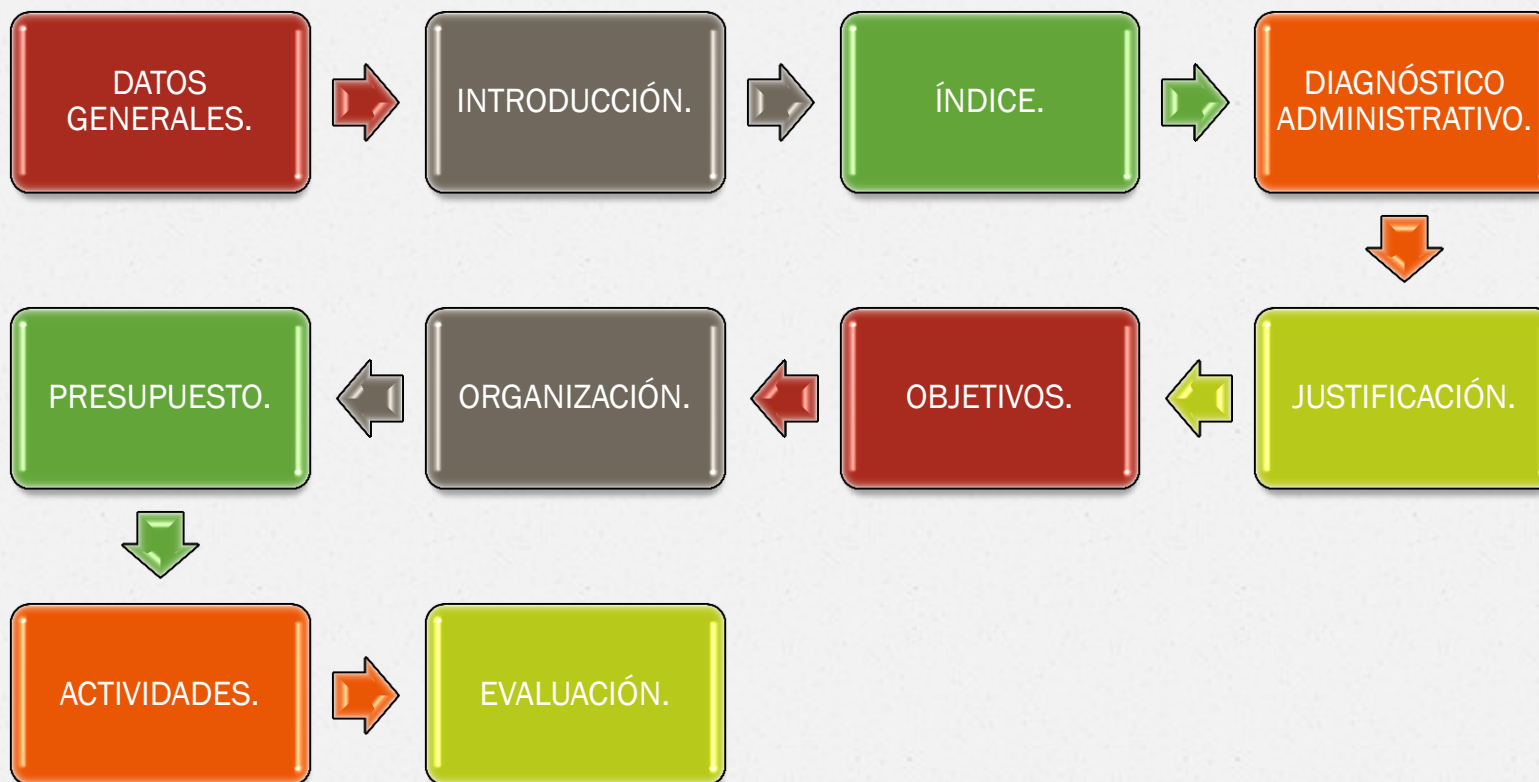 DATOS
GENERALES.
INTRODUCCIÓN.
ÍNDICE.
DIAGNÓSTICO
ADMINISTRATIVO.
JUSTIFICACIÓN.
OBJETIVOS.
ORGANIZACIÓN.
PRESUPUESTO.
ACTIVIDADES.
EVALUACIÓN.